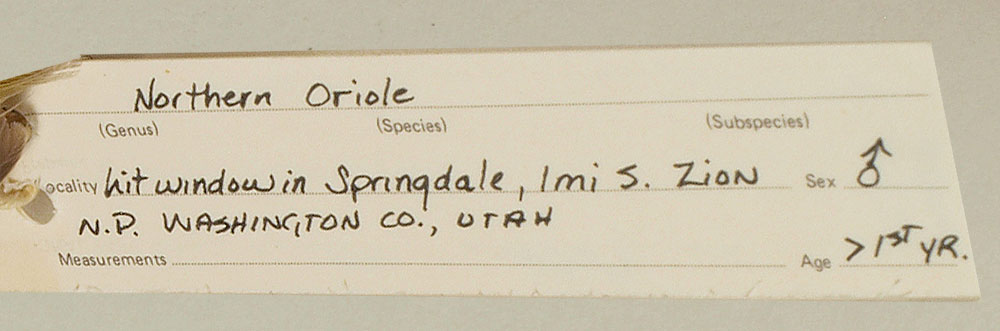 Northern Oriole
(Genus) (Species) (Subspecies)
ocality hit window in Springdale, 1mi S. Zion Sex ♂
N.P. WASHINGTON CO., UTAH
Measurements Age >1ST YR.